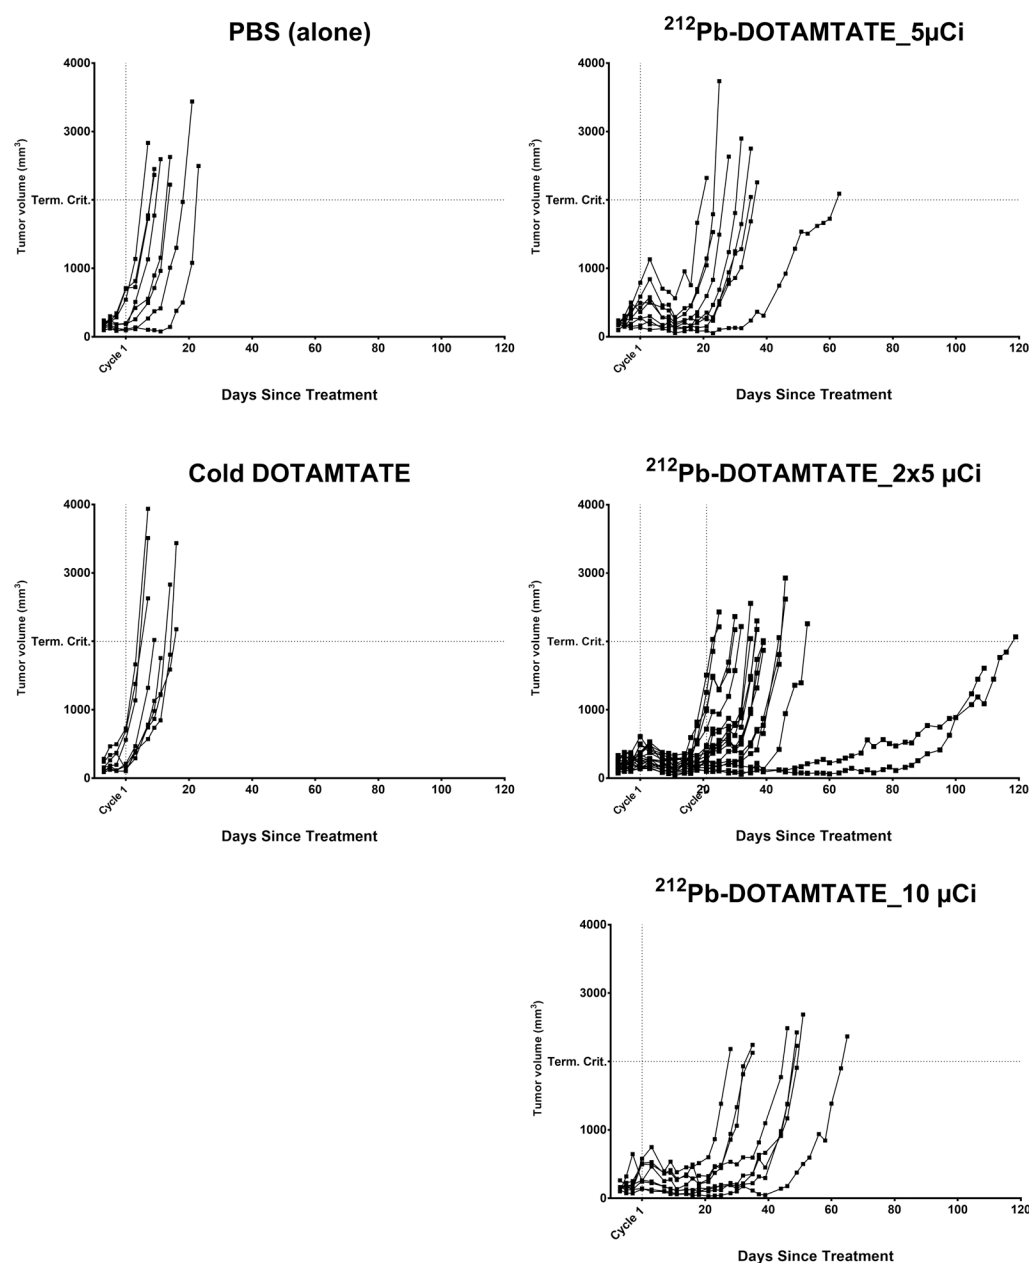 PBS (alone)
4000
3000
Term. Crit.
1000
0
Tumor volume (mm³)
Cycle 1
20
40
60
80
100
120
Days Since Treatment
²¹²Pb-DOTAMTATE_5µCi
4000
3000
Term. Crit.
1000
0
Tumor volume (mm³)
Cycle 1
20
40
60
80
100
120
Days Since Treatment
Cold DOTAMTATE
4000
3000
Term. Crit.
1000
0
Tumor volume (mm³)
Cycle 1
20
40
60
80
100
120
Days Since Treatment
²¹²Pb-DOTAMTATE_2x5 µCi
4000
3000
Term. Crit.
1000
0
Tumor volume (mm³)
Cycle 1
Cycle
20
40
60
80
100
120
Days Since Treatment
²¹²Pb-DOTAMTATE_10 µCi
4000
3000
Term. Crit.
1000
0
Tumor volume (mm³)
Cycle 1
20
40
60
80
100
120
Days Since Treatment